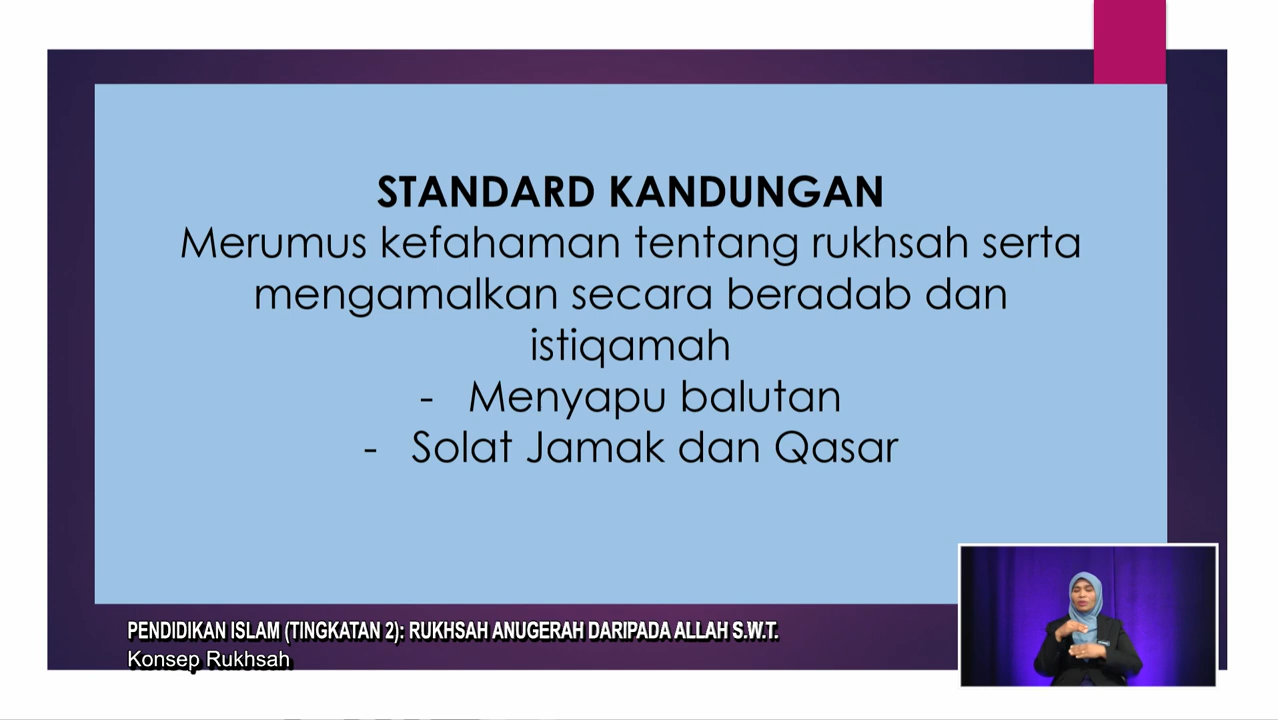 STANDARD KANDUNGAN
Merumus kefahaman tentang rukhsah serta
mengamalkan secara beradab dan
istiqamah
- Menyapu balutan
- Solat Jamak dan Qasar
PENDIDIKAN ISLAM (TINGKATAN 2): RUKHSAH ANUGERAH DARIPADA ALLAH S.W.T.
Konsep Rukhsah